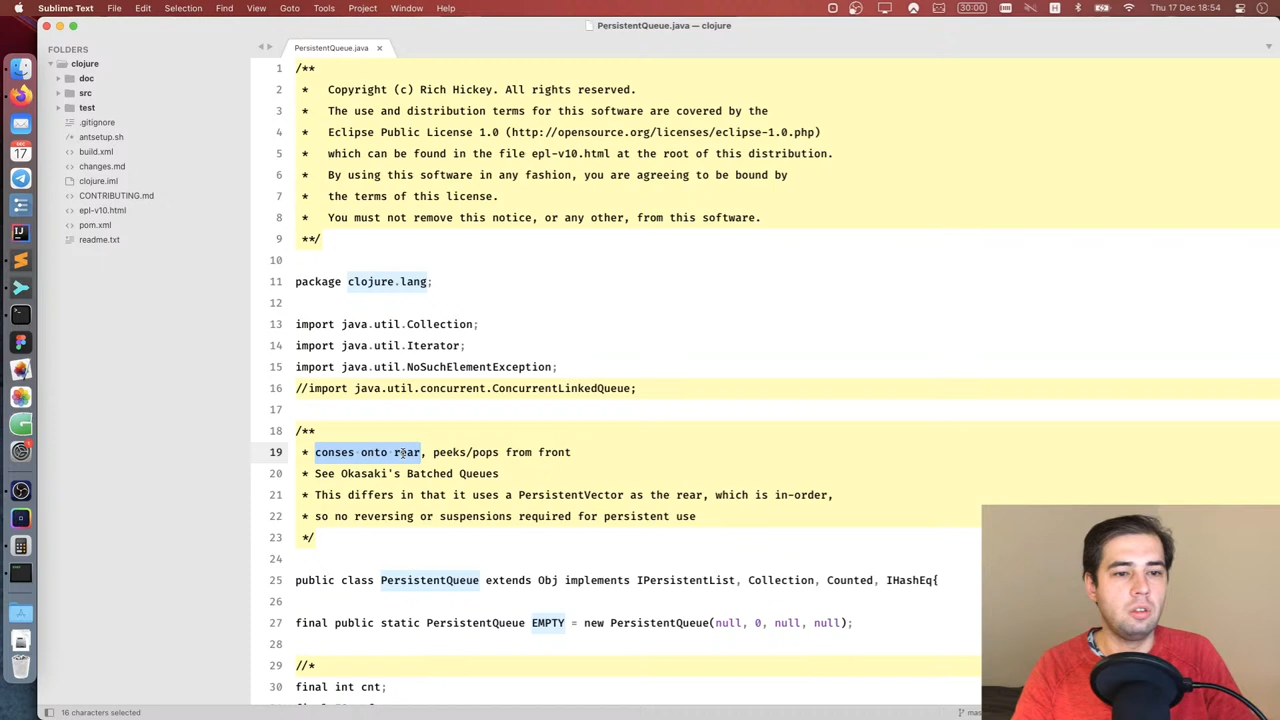 Sublime Text File Edit Selection Find View Goto Tools Project Window Help 30:00 Tue 17 Dec 18:54
PersistentQueue.java — clojure
FOLDERS
clojure
doc
src
test
.gitignore
antsetup.sh
build.xml
changes.md
clojure.iml
CONTRIBUTING.md
epl-v10.html
pom.xml
readme.txt
PersistentQueue.java ×
1 /**
2 * Copyright (c) Rich Hickey. All rights reserved.
3 * The use and distribution terms for this software are covered by the
4 * Eclipse Public License 1.0 (http://opensource.org/licenses/eclipse-1.0.php)
5 * which can be found in the file epl-v10.html at the root of this distribution.
6 * By using this software in any fashion, you are agreeing to be bound by
7 * the terms of this license.
8 * You must not remove this notice, or any other, from this software.
9 **/
10
11 package clojure.lang;
12
13 import java.util.Collection;
14 import java.util.Iterator;
15 import java.util.NoSuchElementException;
16 //import java.util.concurrent.ConcurrentLinkedQueue;
17
18 /**
19 * conses onto rear, peeks/pops from front
20 * See Okasaki's Batched Queues
21 * This differs in that it uses a PersistentVector as the rear, which is in-order,
22 * so no reversing or suspensions required for persistent use
23 */
24
25 public class PersistentQueue extends Obj implements IPersistentList, Collection, Counted, IHashEq{
26
27 final public static PersistentQueue EMPTY = new PersistentQueue(null, 0, null, null);
28
29 //*
30 final int cnt;
16 characters selected